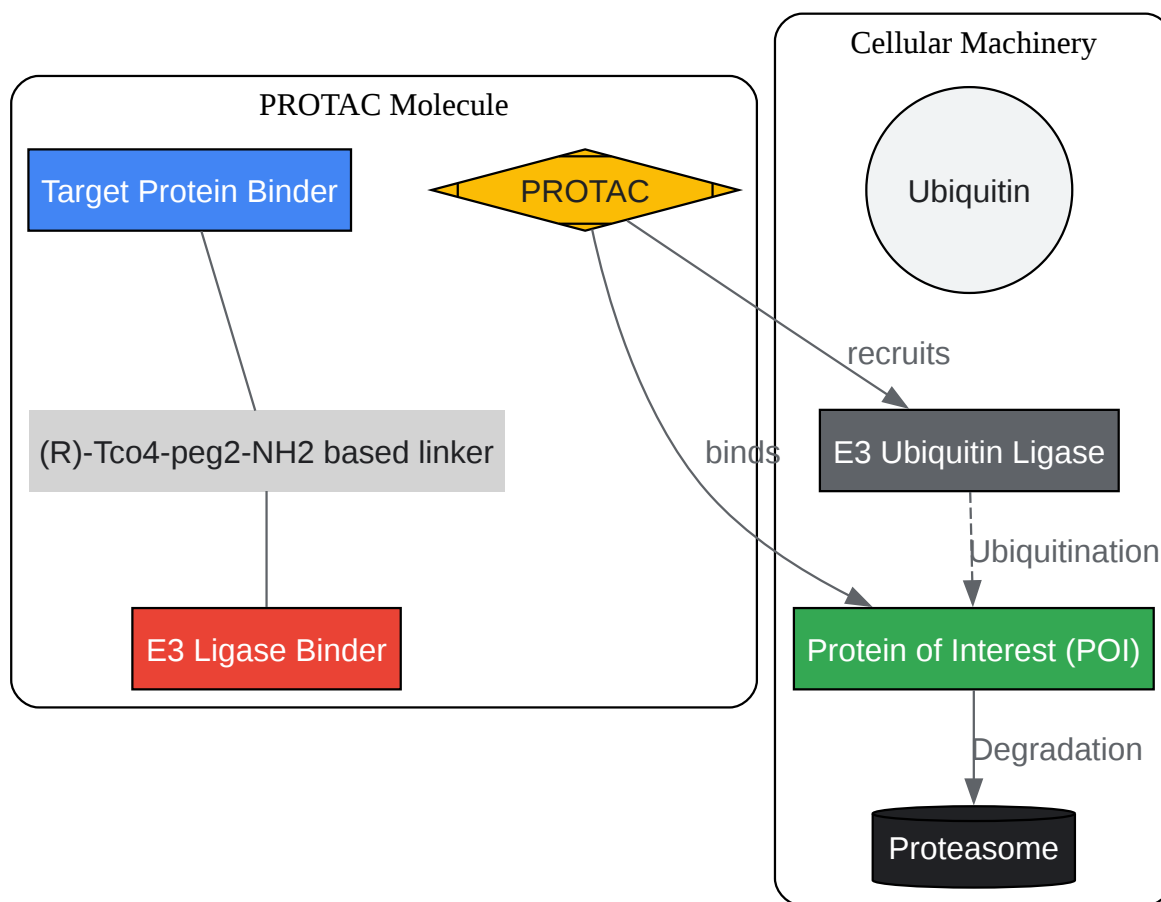 Cellular Machinery
PROTAC Molecule
Target Protein Binder
PROTAC
Ubiquitin
recruits
(R)-Tco4-peg2-NH2 based linker
binds
E3 Ubiquitin Ligase
Ubiquitination
E3 Ligase Binder
Protein of Interest (POI)
Degradation
Proteasome